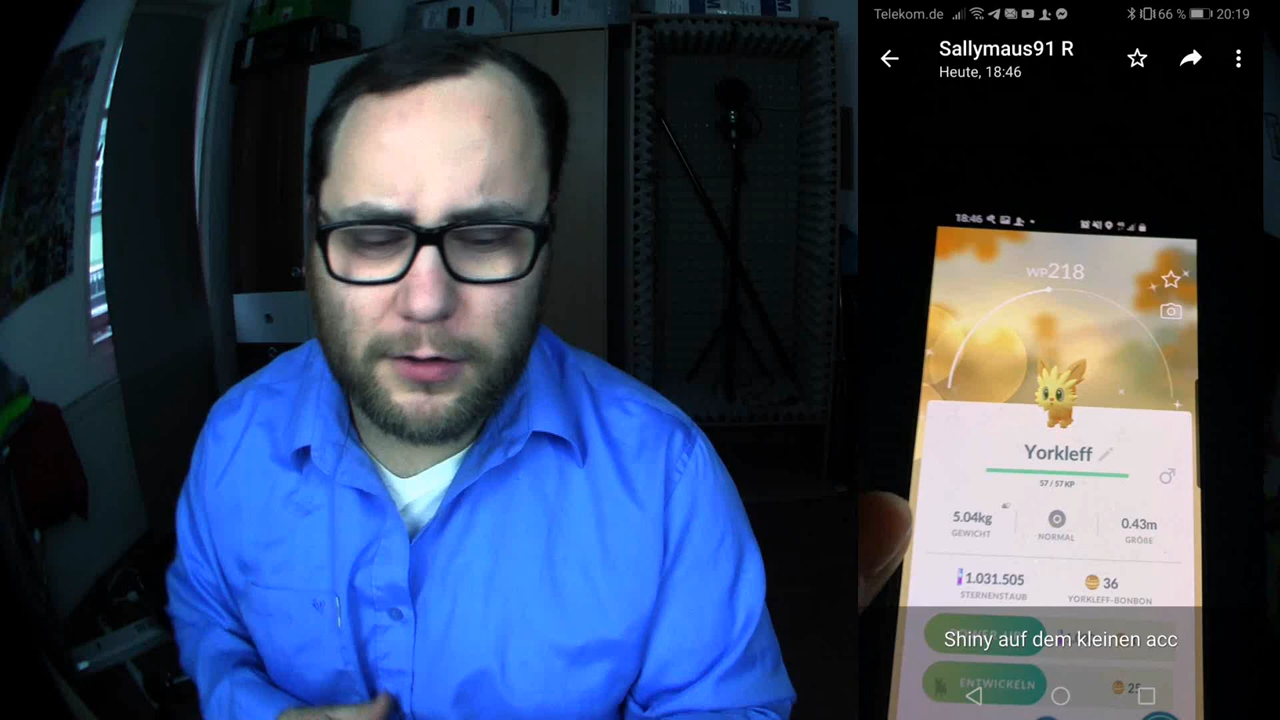 Telekom.de 66 % 20:19
Sallymaus91 R
Heute, 18:46
18:46
WP218
Yorkleff
57 / 57 KP
5.04kg
GEWICHT
NORMAL
0.43m
GRÖßE
1.031.505
STERNENSTAUB
36
YORKLEFF-BONBON
Shiny auf dem kleinen acc
ENTWICKELN